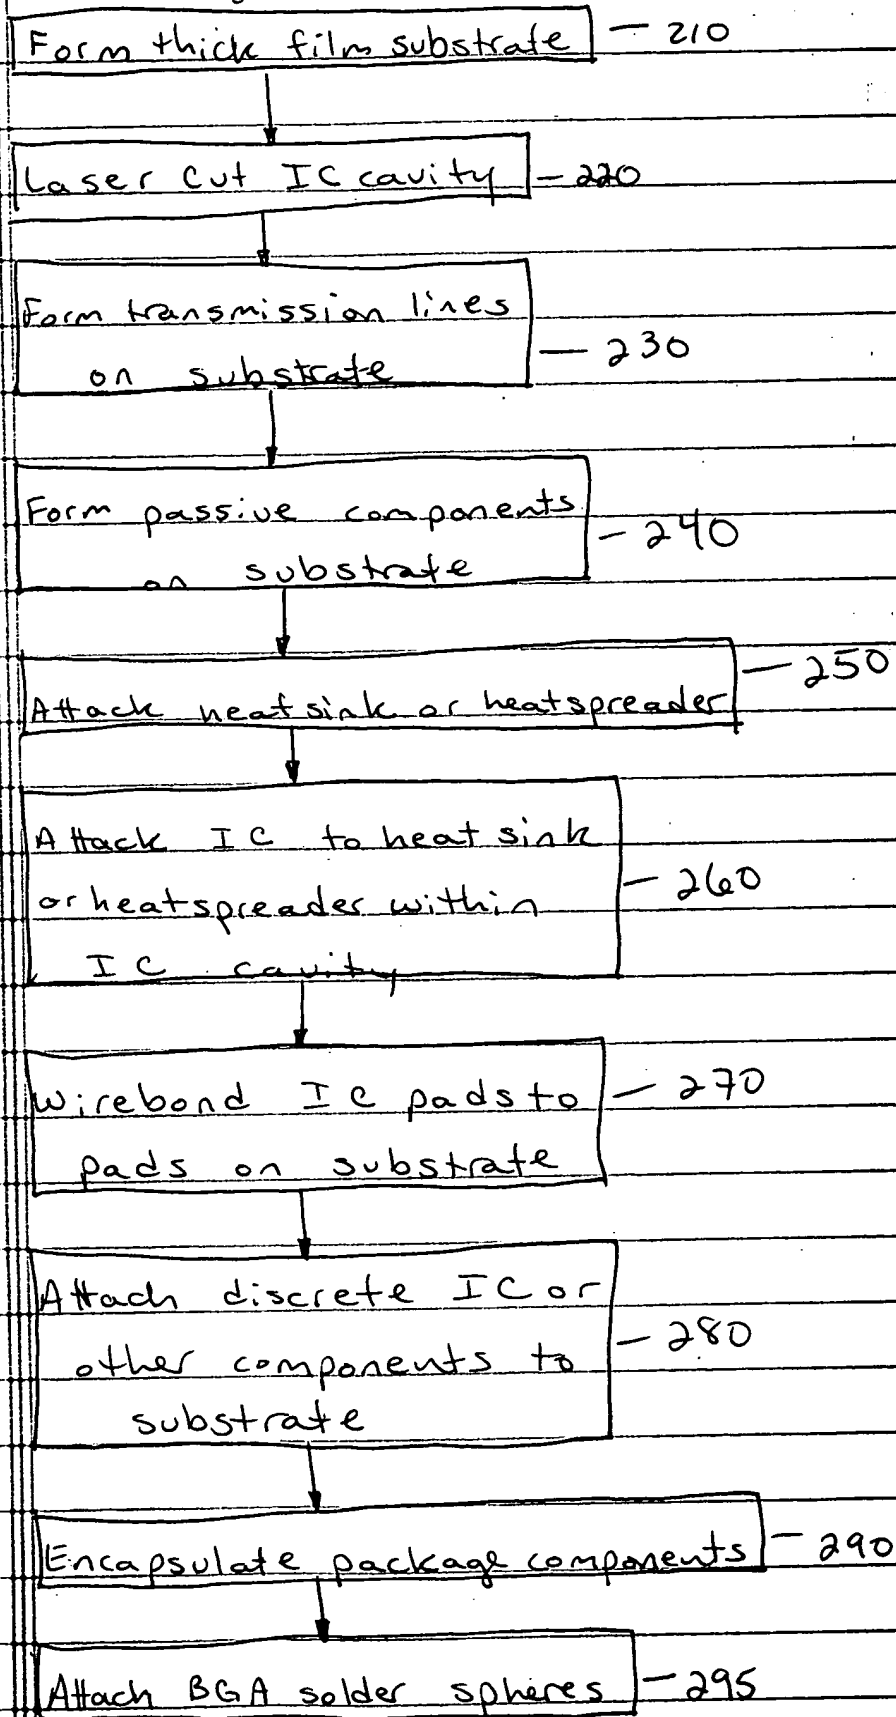 Form thick film substrate - 210
Laser cut IC cavity - 220
Form transmission lines
on substrate - 230
Form passive components
on substrate - 240
Attack heatsink or heatspreader - 250
Attack IC to heat sink
or heatspreader within - 260
IC cavity
Wirebond IC pads to - 270
pads on substrate
Attach discrete IC or
other components to - 280
substrate
Encapsulate package components - 290
Attach BGA solder spheres - 295